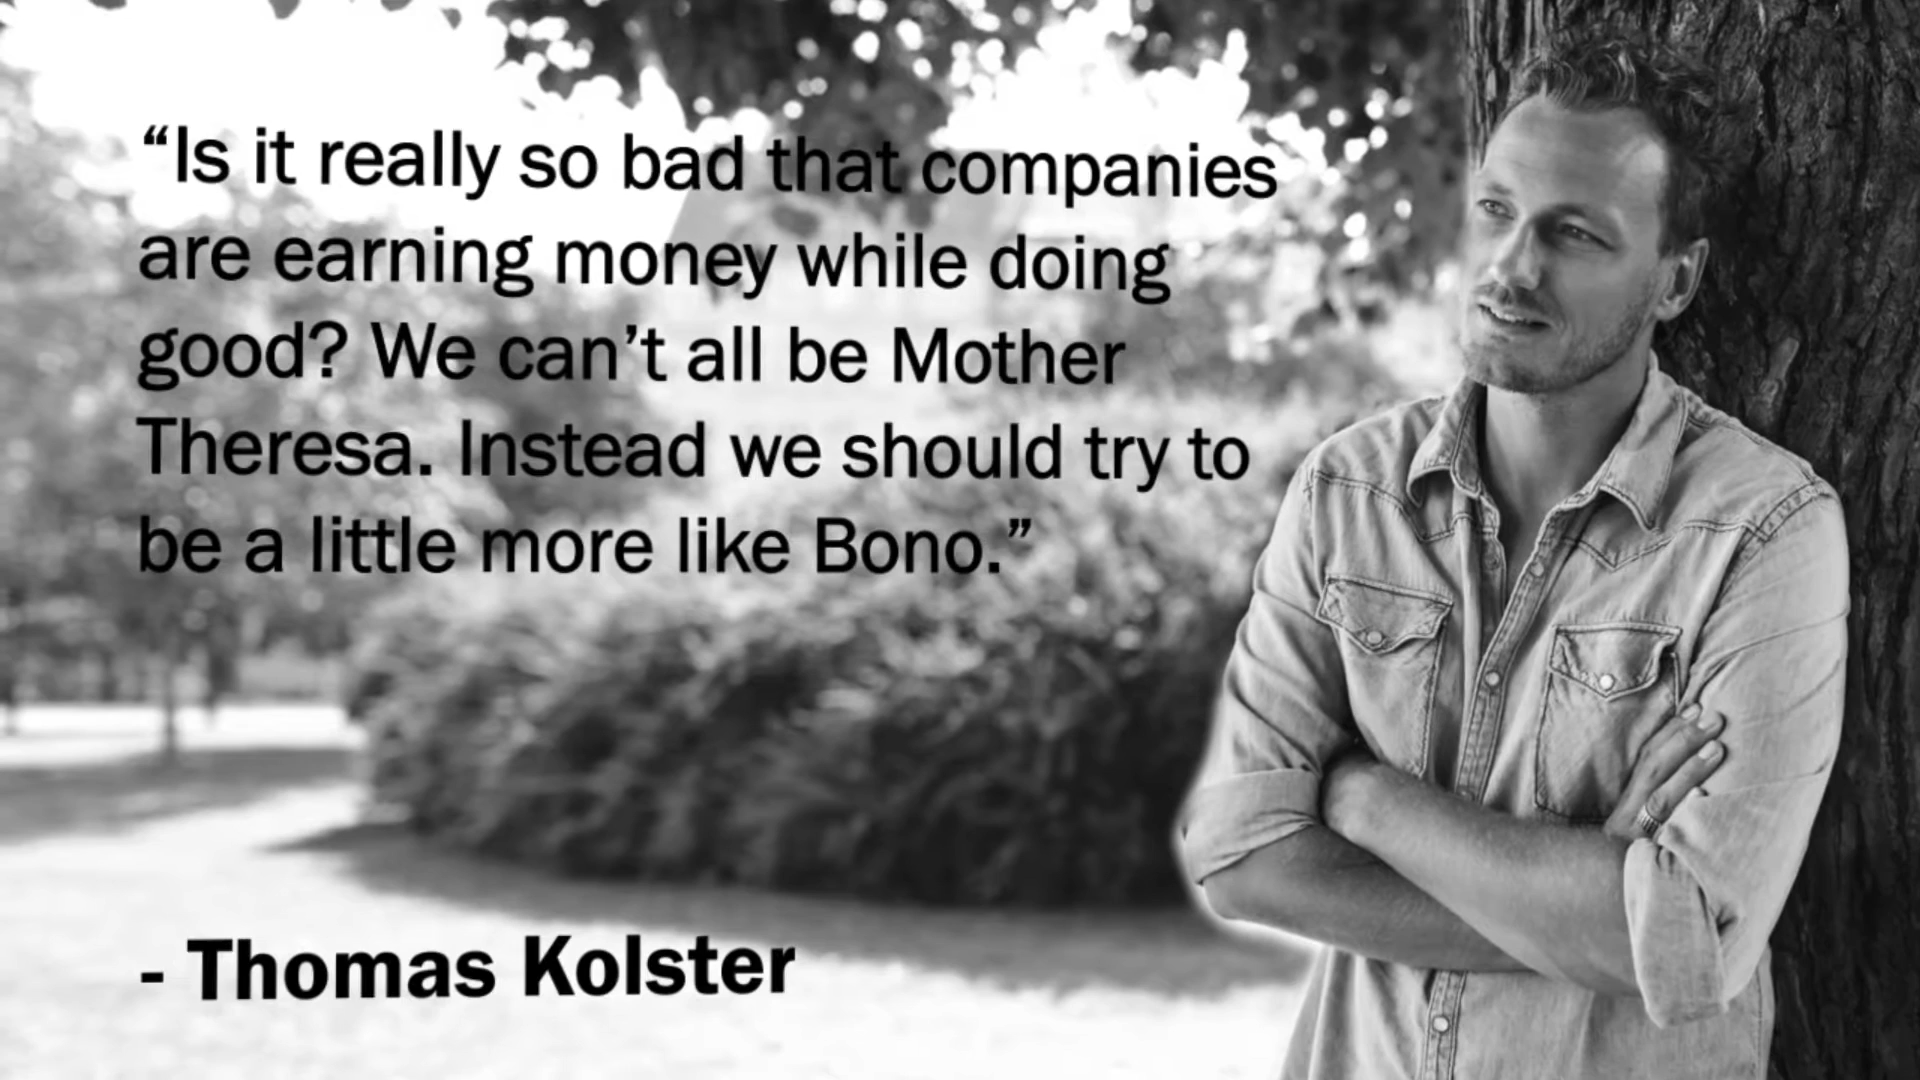 “Is it really so bad that companies
are earning money while doing
good? We can’t all be Mother
Theresa. Instead we should try to
be a little more like Bono.”
- Thomas Kolster